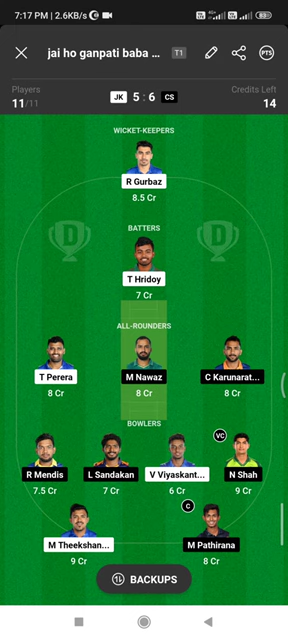 7:17 PM | 2.6KB/s
83
jai ho ganpati baba ... T1
PTS
Players
11/11
JK 5 : 6 CS
Credits Left
14
WICKET-KEEPERS
R Gurbaz
8.5 Cr
BATTERS
T Hridoy
7 Cr
ALL-ROUNDERS
T Perera M Nawaz C Karunarat...
8 Cr 8 Cr 8 Cr
BOWLERS
VC
R Mendis L Sandakan V Viyaskant... N Shah
7.5 Cr 7 Cr 6 Cr 9 Cr
C
M Theekshan... M Pathirana
9 Cr 8 Cr
BACKUPS